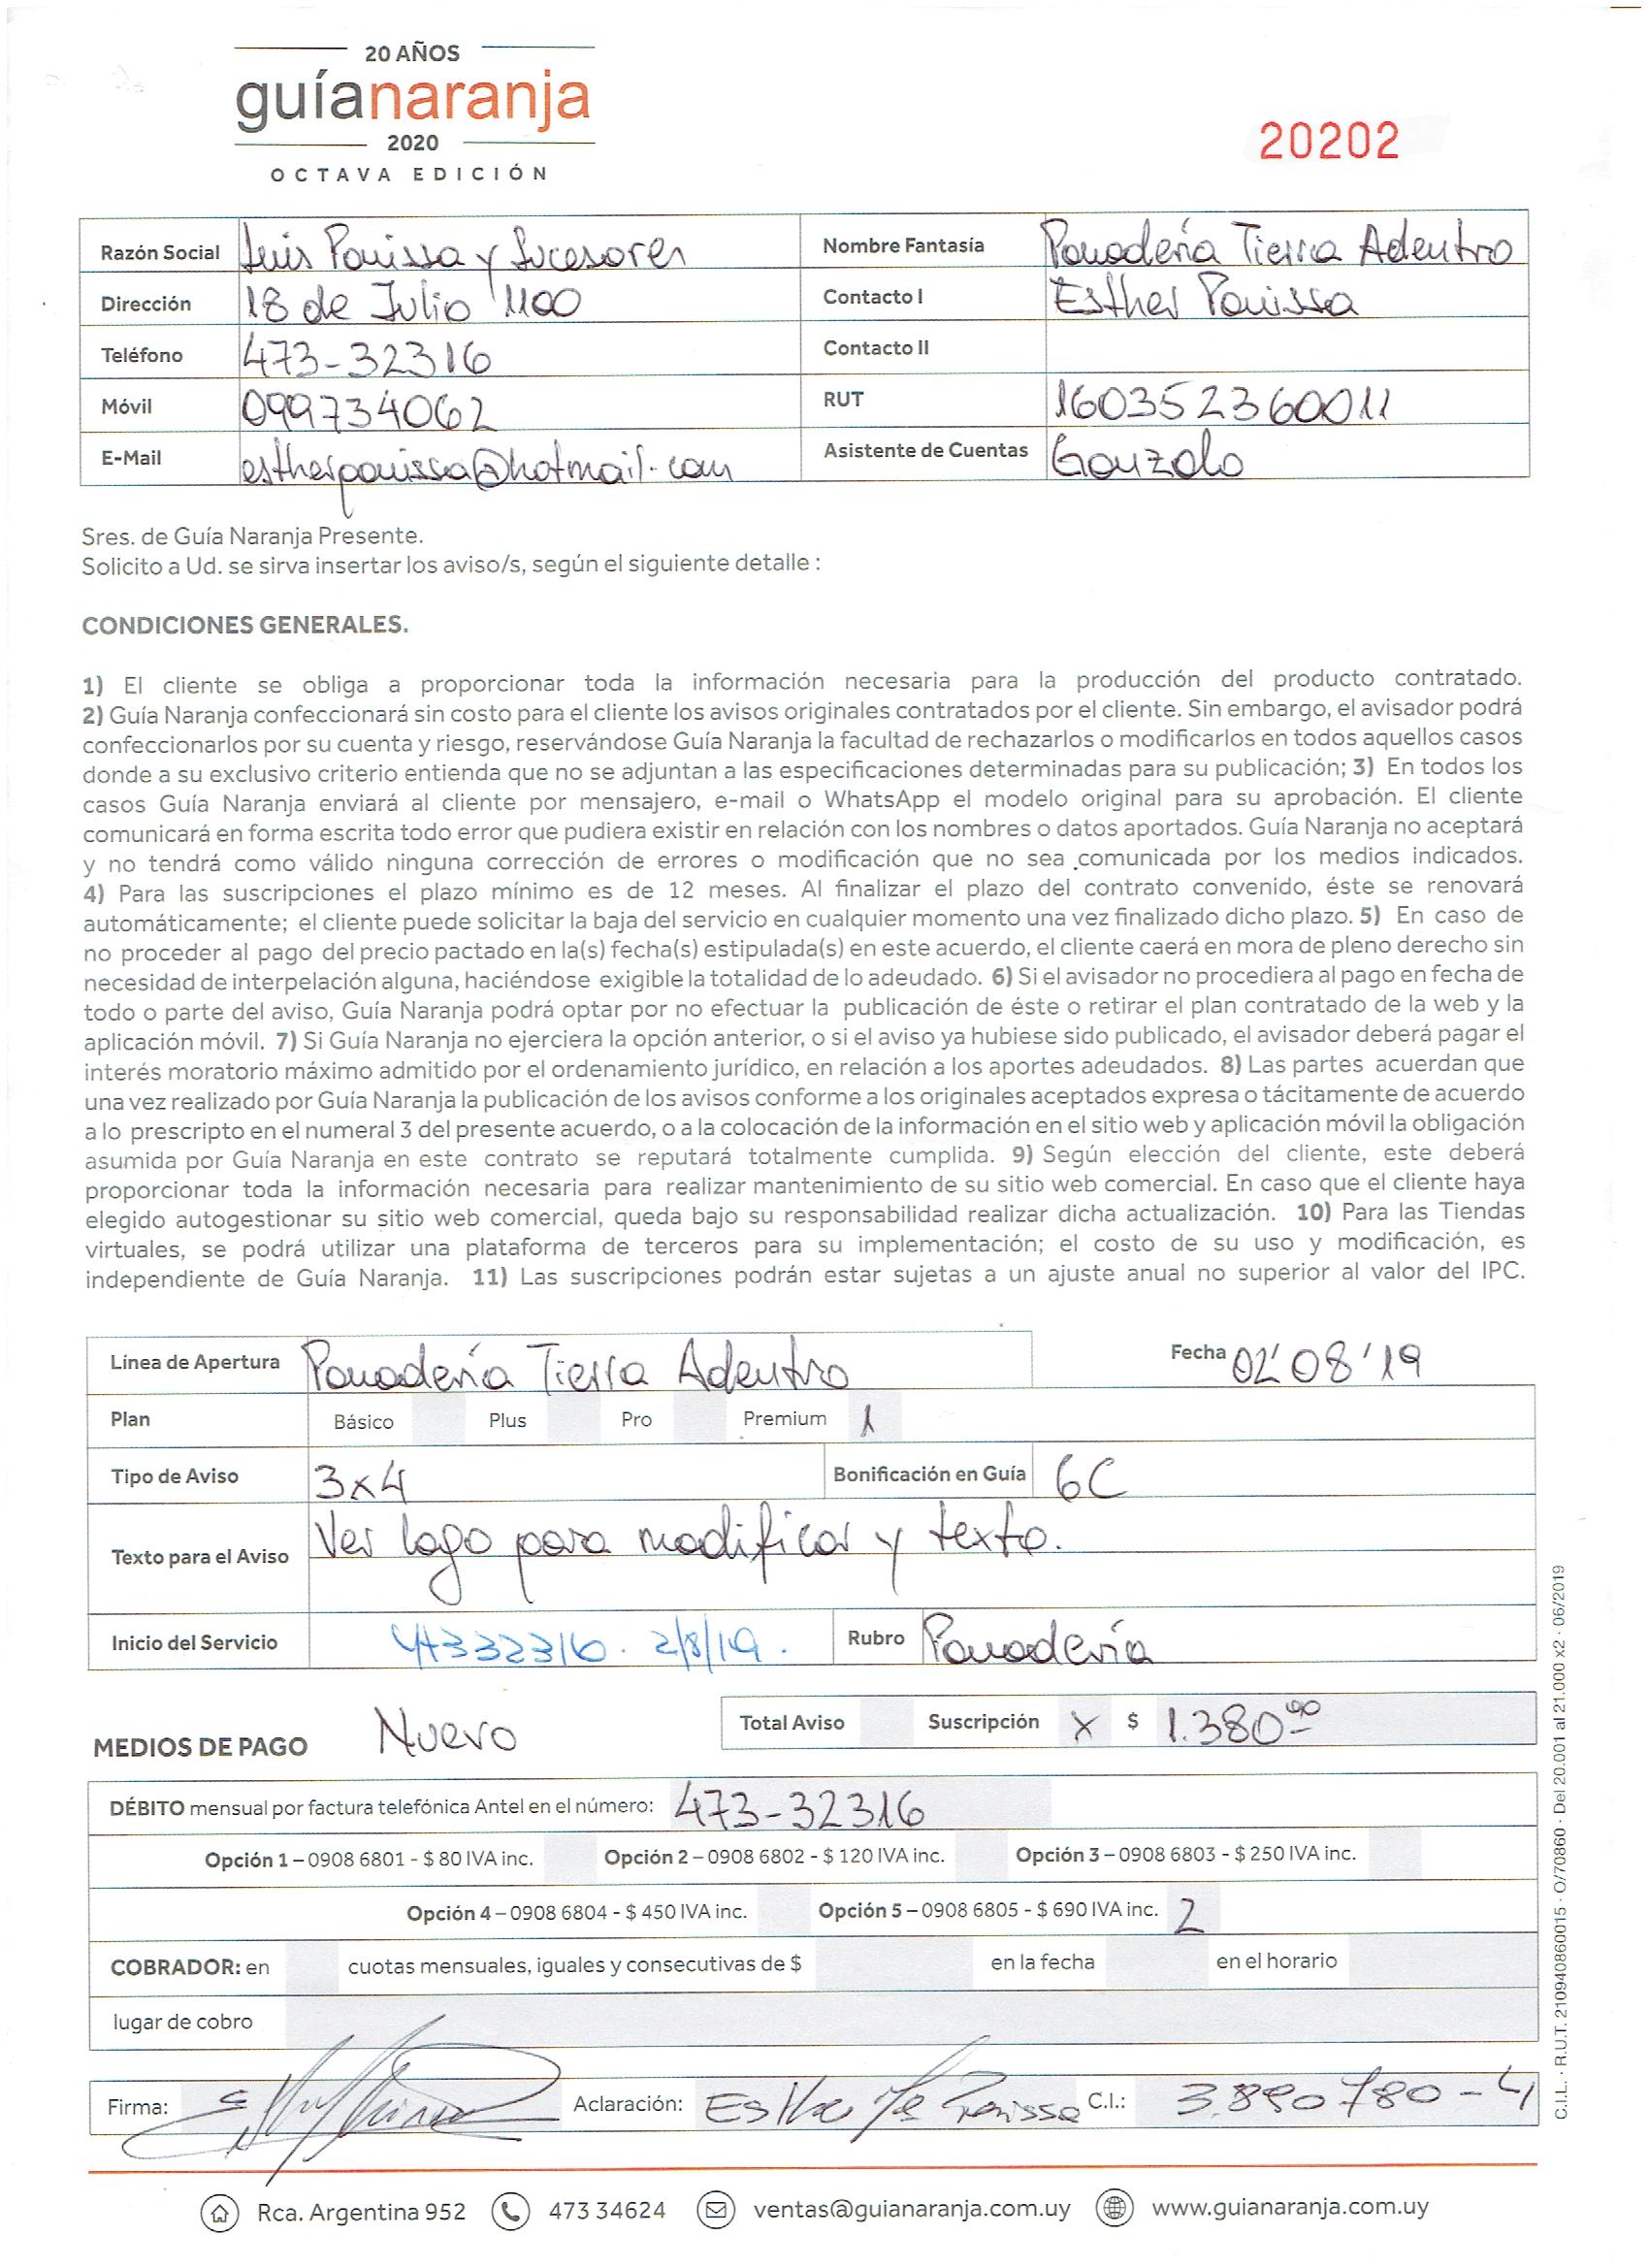 20 AÑOS
guíanaranja
2020
OCTAVA EDICIÓN
20202
Razón Social Luis Pouissa y Sucesores Nombre Fantasía Panadería Tierra Adentro
Dirección 18 de Julio 1100 Contacto I Esther Pouissa
Teléfono 473-32316 Contacto II
Móvil 099734062 RUT 160352360011
E-Mail estherpouissa@hotmail.com Asistente de Cuentas Gonzalo
Sres. de Guía Naranja Presente.
Solicito a Ud. se sirva insertar los aviso/s, según el siguiente detalle :
CONDICIONES GENERALES.
1) El cliente se obliga a proporcionar toda la información necesaria para la producción del producto contratado.
2) Guía Naranja confeccionará sin costo para el cliente los avisos originales contratados por el cliente. Sin embargo, el avisador podrá
confeccionarlos por su cuenta y riesgo, reservándose Guía Naranja la facultad de rechazarlos o modificarlos en todos aquellos casos
donde a su exclusivo criterio entienda que no se adjuntan a las especificaciones determinadas para su publicación; 3) En todos los
casos Guía Naranja enviará al cliente por mensajero, e-mail o WhatsApp el modelo original para su aprobación. El cliente
comunicará en forma escrita todo error que pudiera existir en relación con los nombres o datos aportados. Guía Naranja no aceptará
y no tendrá como válido ninguna corrección de errores o modificación que no sea comunicada por los medios indicados.
4) Para las suscripciones el plazo mínimo es de 12 meses. Al finalizar el plazo del contrato convenido, éste se renovará
automáticamente; el cliente puede solicitar la baja del servicio en cualquier momento una vez finalizado dicho plazo. 5) En caso de
no proceder al pago del precio pactado en la(s) fecha(s) estipulada(s) en este acuerdo, el cliente caerá en mora de pleno derecho sin
necesidad de interpelación alguna, haciéndose exigible la totalidad de lo adeudado. 6) Si el avisador no procediera al pago en fecha de
todo o parte del aviso, Guía Naranja podrá optar por no efectuar la publicación de éste o retirar el plan contratado de la web y la
aplicación móvil. 7) Si Guía Naranja no ejerciera la opción anterior, o si el aviso ya hubiese sido publicado, el avisador deberá pagar el
interés moratorio máximo admitido por el ordenamiento jurídico, en relación a los aportes adeudados. 8) Las partes acuerdan que
una vez realizado por Guía Naranja la publicación de los avisos conforme a los originales aceptados expresa o tácitamente de acuerdo
a lo prescripto en el numeral 3 del presente acuerdo, o a la colocación de la información en el sitio web y aplicación móvil la obligación
asumida por Guía Naranja en este contrato se reputará totalmente cumplida. 9) Según elección del cliente, este deberá
proporcionar toda la información necesaria para realizar mantenimiento de su sitio web comercial. En caso que el cliente haya
elegido autogestionar su sitio web comercial, queda bajo su responsabilidad realizar dicha actualización. 10) Para las Tiendas
virtuales, se podrá utilizar una plataforma de terceros para su implementación; el costo de su uso y modificación, es
independiente de Guía Naranja. 11) Las suscripciones podrán estar sujetas a un ajuste anual no superior al valor del IPC.
Línea de Apertura Panadería Tierra Adentro Fecha 02'08'19
Plan Básico Plus Pro Premium 1
Tipo de Aviso 3x4 Bonificación en Guía 6C
Texto para el Aviso Ver logo para modificar y texto.
Inicio del Servicio 47332316. 2/8/19. Rubro Panadería
MEDIOS DE PAGO Nuevo Total Aviso Suscripción X $ 1.380.00
DÉBITO mensual por factura telefónica Antel en el número: 473-32316
Opción 1 – 0908 6801 - $ 80 IVA inc. Opción 2 – 0908 6802 - $ 120 IVA inc. Opción 3 – 0908 6803 - $ 250 IVA inc.
Opción 4 – 0908 6804 - $ 450 IVA inc. Opción 5 – 0908 6805 - $ 690 IVA inc. 2
COBRADOR: en cuotas mensuales, iguales y consecutivas de $ en la fecha en el horario
lugar de cobro
Firma: Aclaración: Esther Pouissa C.I.: 3.890780-4
Rca. Argentina 952 473 34624 ventas@guianaranja.com.uy www.guianaranja.com.uy
C.I.L. · R.U.T. 210940860015 · O/70860 · Del 20.001 al 21.000 x2 · 06/2019